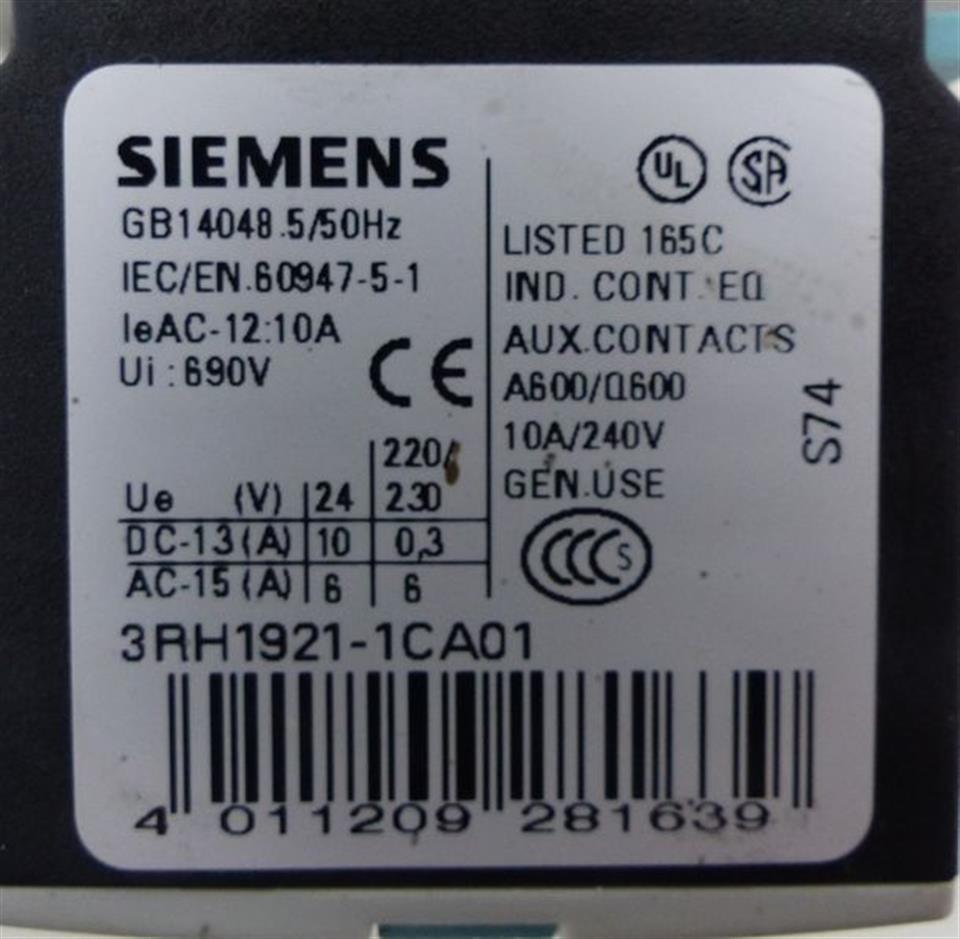 SIEMENS
GB14048.5/50Hz
IEC/EN.60947-5-1
IeAC-12:10A
Ui:690V
CE
220/
Ue (V) 24 230
DC-13(A) 10 0,3
AC-15(A) 6 6
UL SA
LISTED 165C
IND. CONT. EQ
AUX.CONTACTS
A600/Q600
10A/240V
GEN.USE
CCC S
S74
3RH1921-1CA01
4 011209 281639